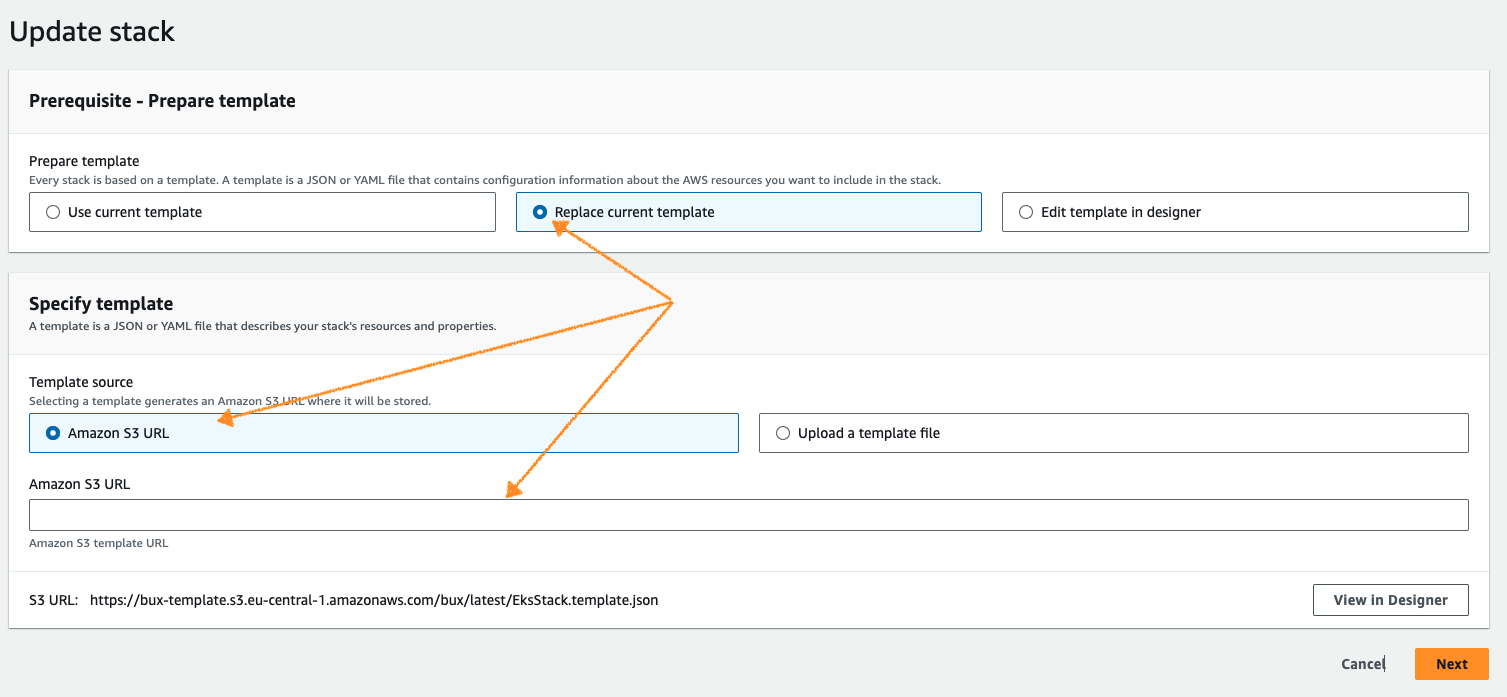 Update stack
Prerequisite - Prepare template
Prepare template
Every stack is based on a template. A template is a JSON or YAML file that contains configuration information about the AWS resources you want to include in the stack.
Use current template
Replace current template
Edit template in designer
Specify template
A template is a JSON or YAML file that describes your stack's resources and properties.
Template source
Selecting a template generates an Amazon S3 URL where it will be stored.
Amazon S3 URL
Upload a template file
Amazon S3 URL
Amazon S3 template URL
S3 URL: https://bux-template.s3.eu-central-1.amazonaws.com/bux/latest/EksStack.template.json
View in Designer
Cancel
Next